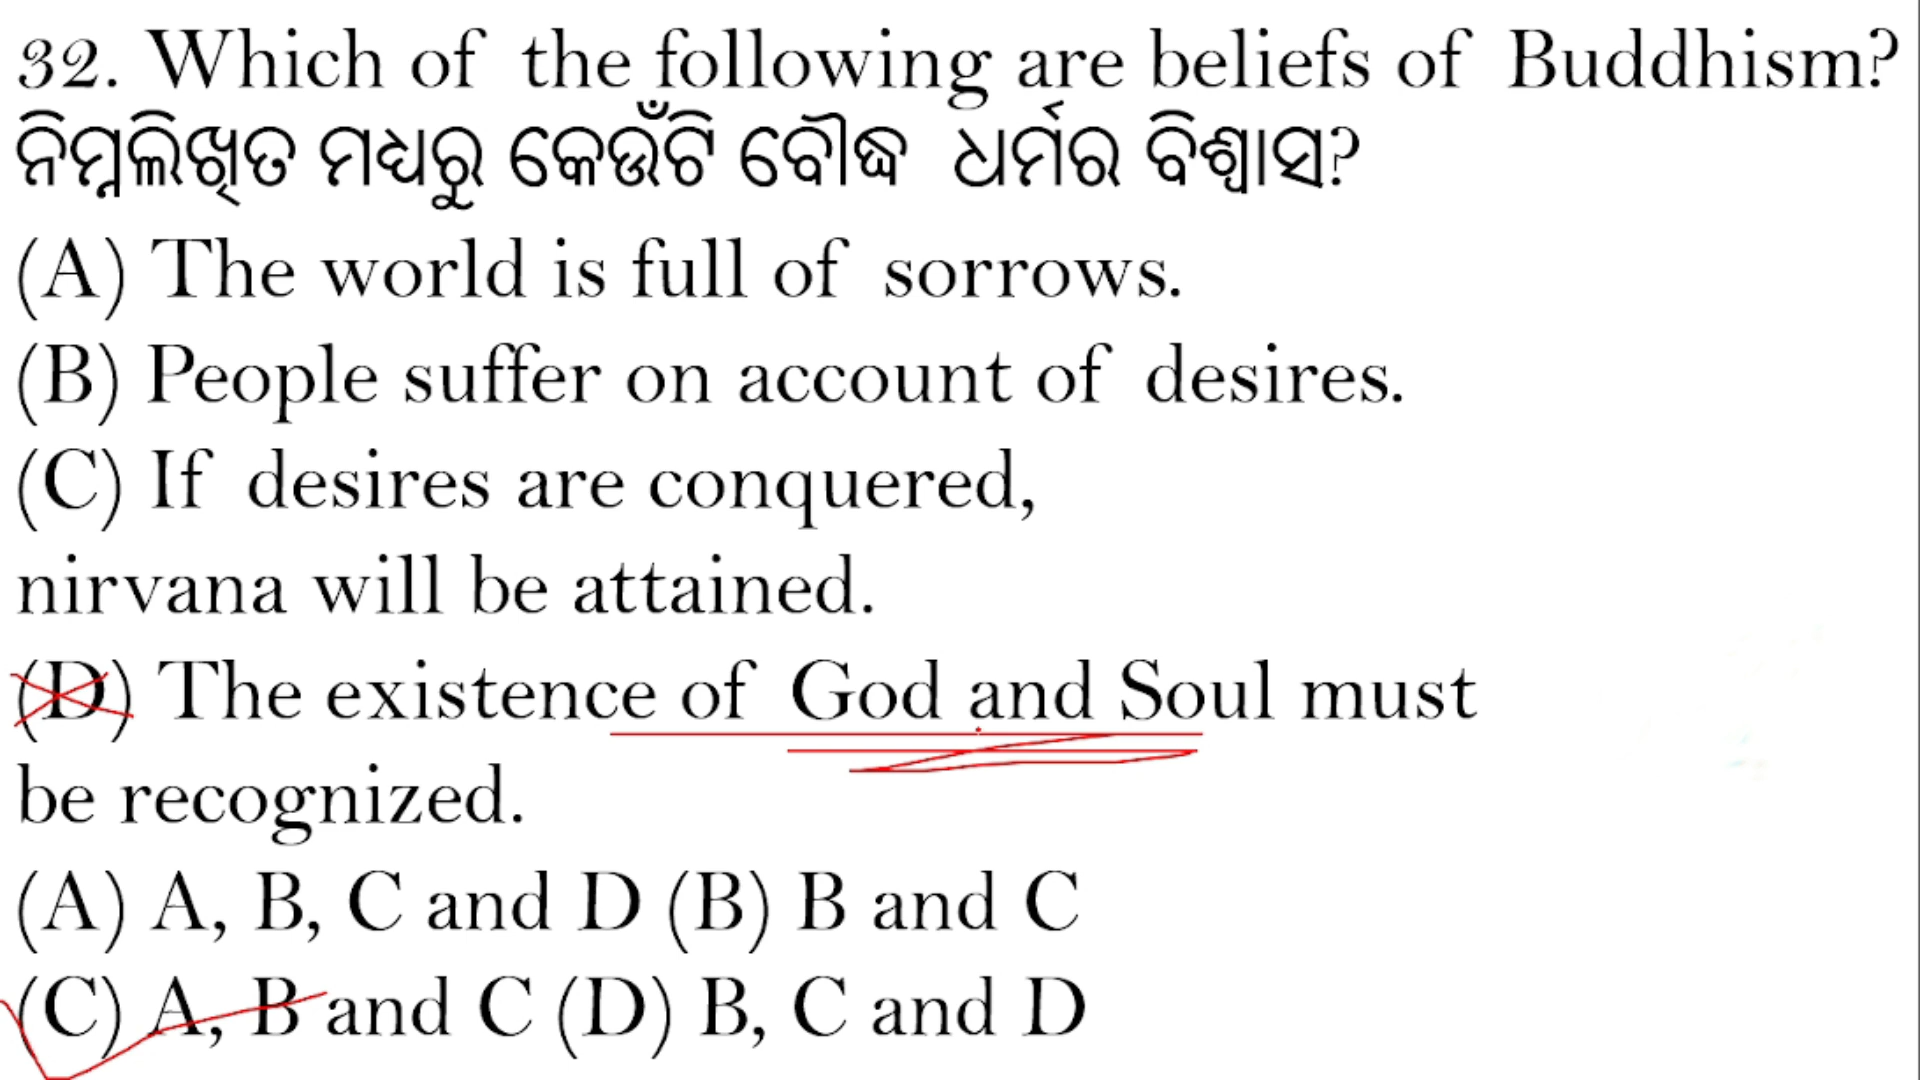 32. Which of the following are beliefs of Buddhism?
ନିମ୍ନଲିଖିତ ମଧ୍ୟରୁ କେଉଁଟି ବୌଦ୍ଧ ଧର୍ମର ବିଶ୍ୱାସ?
(A) The world is full of sorrows.
(B) People suffer on account of desires.
(C) If desires are conquered,
nirvana will be attained.
(D) The existence of God and Soul must
be recognized.
(A) A, B, C and D (B) B and C
(C) A, B and C (D) B, C and D